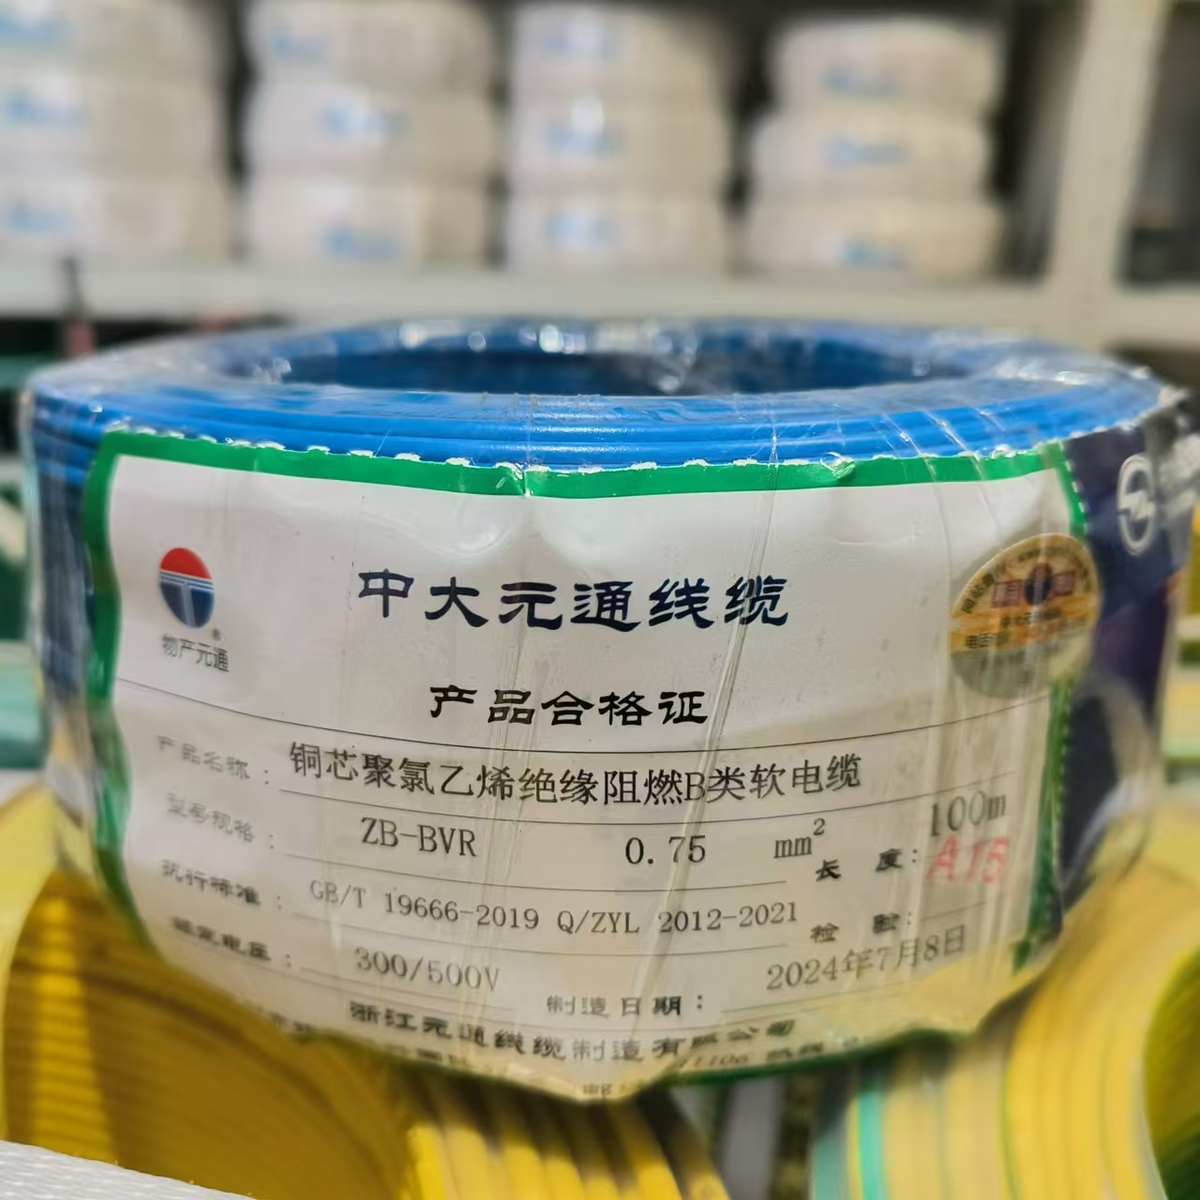 中大元通线缆
物产元通
产品合格证
产品名称: 铜芯聚氯乙烯绝缘阻燃B类软电缆
型号规格: ZB-BVR 0.75 mm² 长度: 100m
执行标准: GB/T 19666-2019 Q/ZYL 2012-2021 检验: A15
额定电压: 300/500V 制造日期: 2024年7月8日
浙江元通线缆制造有限公司